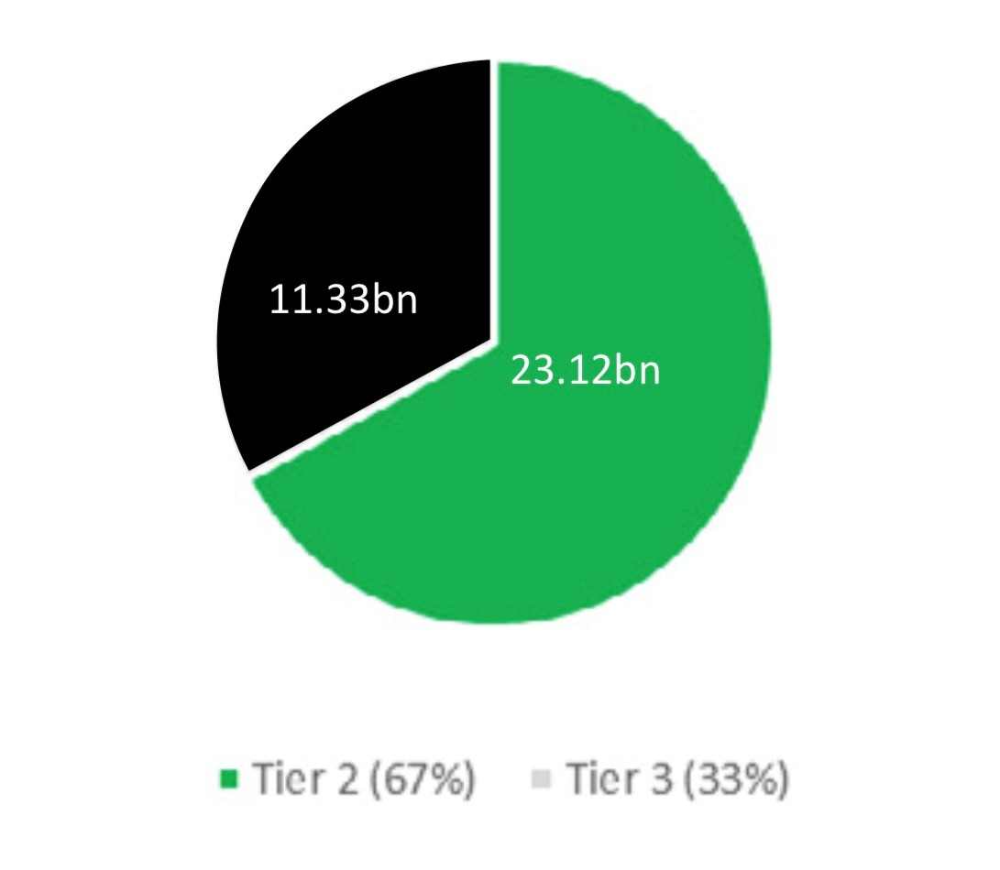 11.33bn
23.12bn
Tier 2 (67%)
Tier 3 (33%)